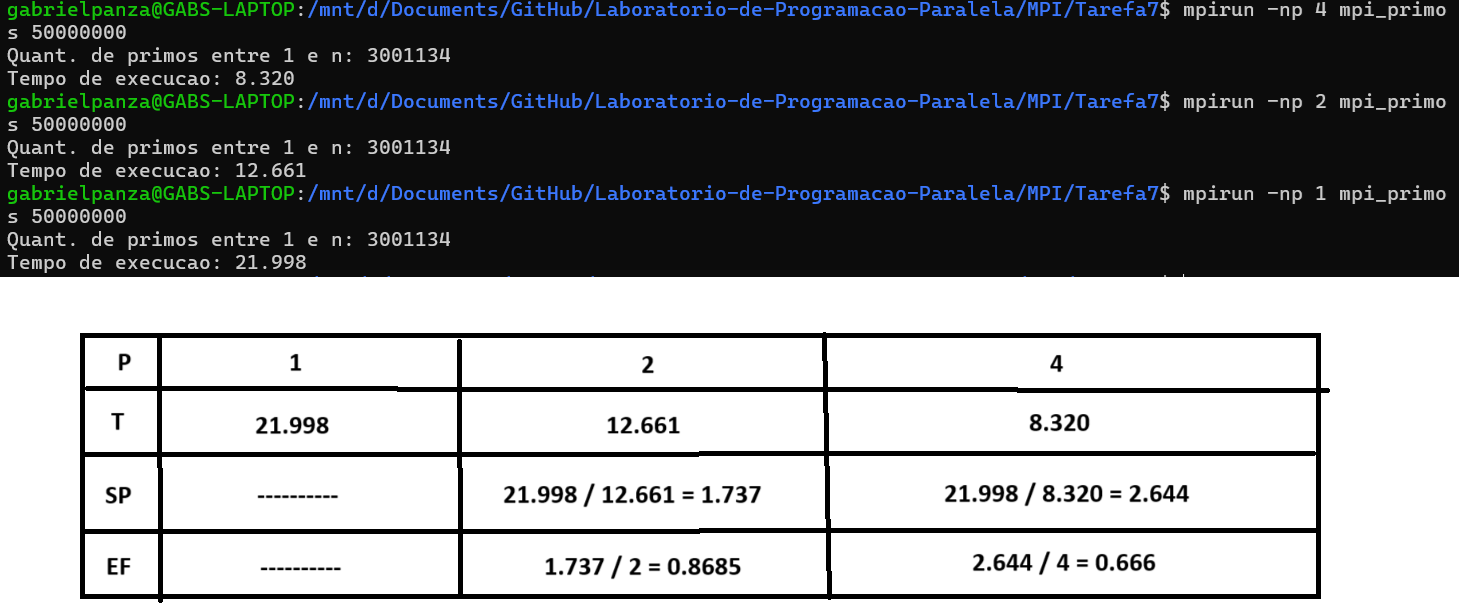 gabrielpanza@GABS-LAPTOP:/mnt/d/Documents/GitHub/Laboratorio-de-Programacao-Paralela/MPI/Tarefa7$ mpirun -np 4 mpi_primo
s 50000000
Quant. de primos entre 1 e n: 3001134
Tempo de execucao: 8.320
gabrielpanza@GABS-LAPTOP:/mnt/d/Documents/GitHub/Laboratorio-de-Programacao-Paralela/MPI/Tarefa7$ mpirun -np 2 mpi_primo
s 50000000
Quant. de primos entre 1 e n: 3001134
Tempo de execucao: 12.661
gabrielpanza@GABS-LAPTOP:/mnt/d/Documents/GitHub/Laboratorio-de-Programacao-Paralela/MPI/Tarefa7$ mpirun -np 1 mpi_primo
s 50000000
Quant. de primos entre 1 e n: 3001134
Tempo de execucao: 21.998
P 1 2 4
T 21.998 12.661 8.320
SP ---------- 21.998 / 12.661 = 1.737 21.998 / 8.320 = 2.644
EF ---------- 1.737 / 2 = 0.8685 2.644 / 4 = 0.666